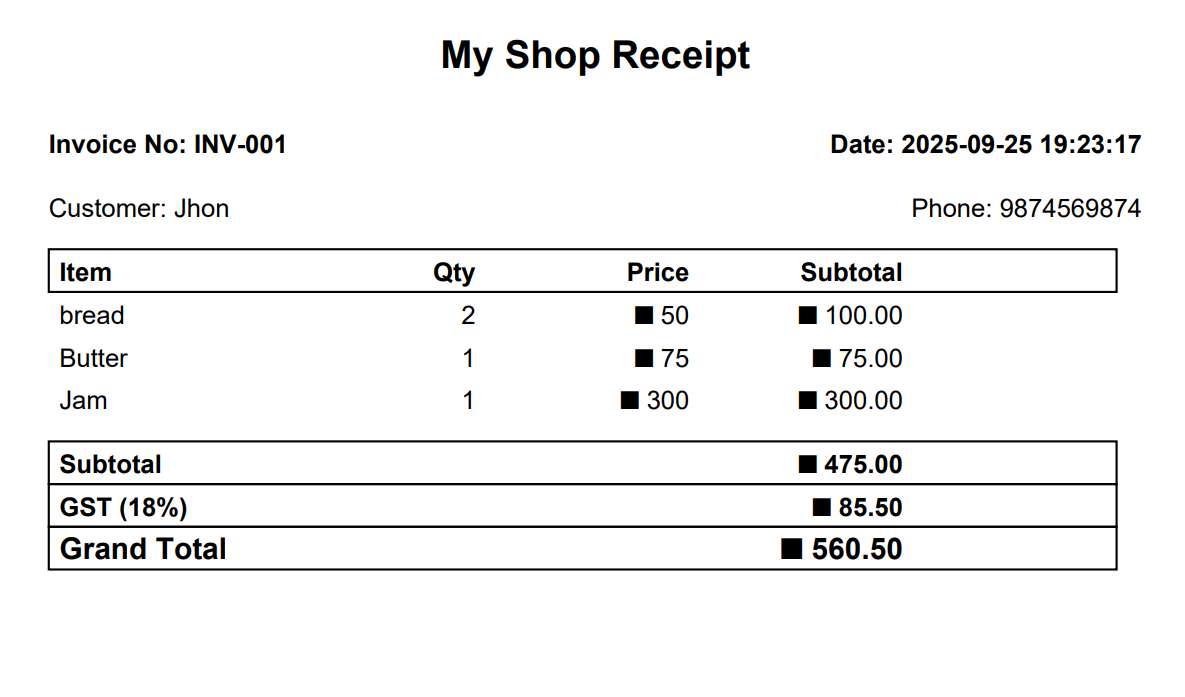 My Shop Receipt
Invoice No: INV-001 Date: 2025-09-25 19:23:17
Customer: Jhon Phone: 9874569874
Item Qty Price Subtotal
bread 2 ■ 50 ■ 100.00
Butter 1 ■ 75 ■ 75.00
Jam 1 ■ 300 ■ 300.00
Subtotal ■ 475.00
GST (18%) ■ 85.50
Grand Total ■ 560.50